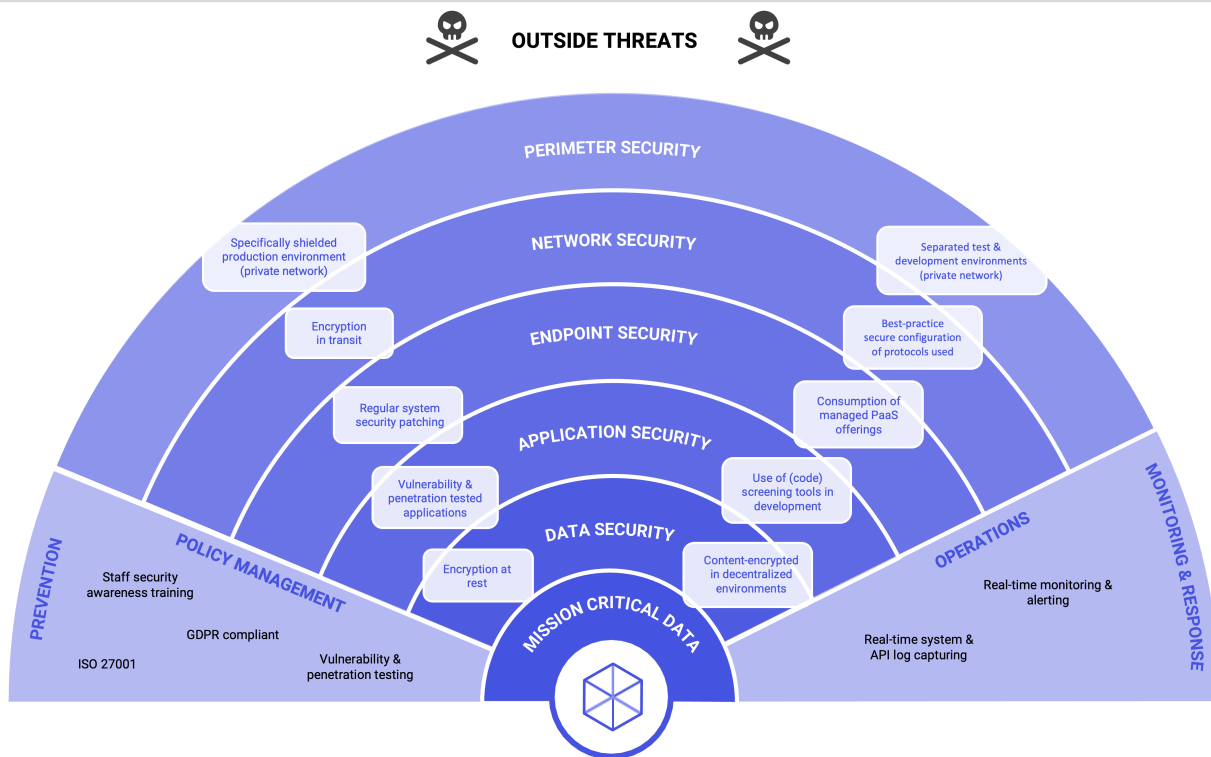 OUTSIDE THREATS
PERIMETER SECURITY
Specifically shielded
production environment
(private network)
Separated test &
development environments
(private network)
NETWORK SECURITY
Encryption
in transit
Best-practice
secure configuration
of protocols used
ENDPOINT SECURITY
Regular system
security patching
Consumption of
managed PaaS
offerings
APPLICATION SECURITY
Vulnerability &
penetration tested
applications
Use of (code)
screening tools in
development
DATA SECURITY
Encryption at
rest
Content-encrypted
in decentralized
environments
MISSION CRITICAL DATA
PREVENTION
POLICY MANAGEMENT
Staff security
awareness training
GDPR compliant
ISO 27001
Vulnerability &
penetration testing
OPERATIONS
MONITORING & RESPONSE
Real-time monitoring &
alerting
Real-time system &
API log capturing